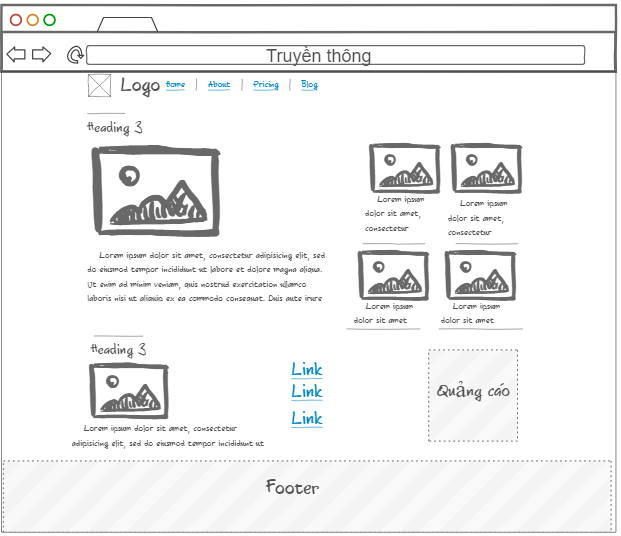 Truyền thông
Logo Home | About | Pricing | Blog
Heading 3
Lorem ipsum dolor sit amet, consectetur adipisicing elit, sed
do eiusmod tempor incididunt ut labore et dolore magna aliqua.
Ut enim ad minim veniam, quis nostrud exercitation ullamco
laboris nisi ut aliquip ex ea commodo consequat. Duis aute irure
Lorem ipsum
dolor sit amet,
consectetur
Lorem ipsum
dolor sit amet,
consectetur
Lorem ipsum
dolor sit amet
Lorem ipsum
dolor sit amet
Heading 3
Lorem ipsum dolor sit amet, consectetur
adipisicing elit, sed do eiusmod tempor incididunt ut
Link
Link
Link
Quảng cáo
Footer